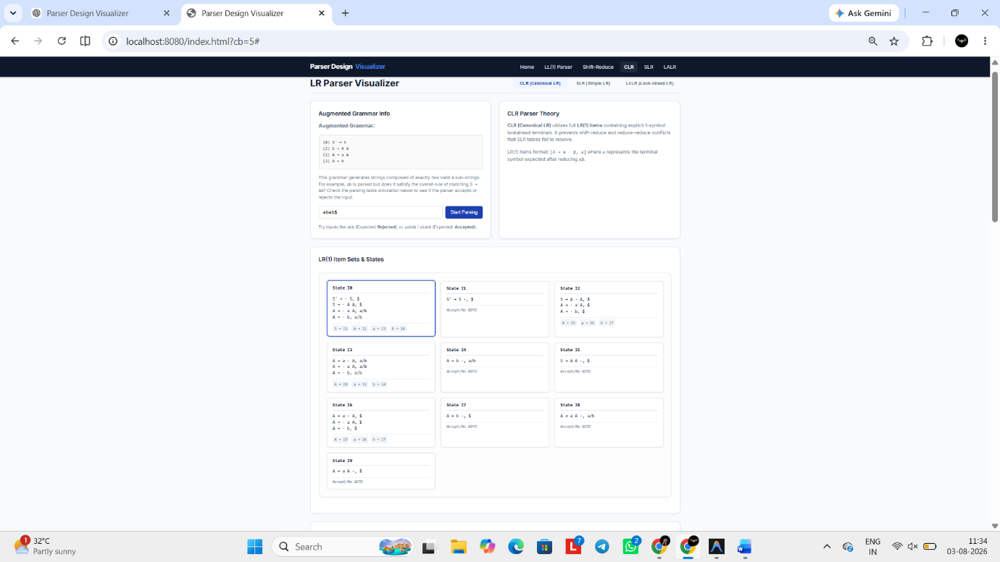 Parser Design Visualizer
Parser Design Visualizer
Ask Gemini
localhost:8080/index.html?cb=5#
Parser Design Visualizer
Home
LL(1) Parser
Shift-Reduce
CLR
SLR
LALR
LR Parser Visualizer
CLR (Canonical LR)
SLR (Simple LR)
LALR (Look-Ahead LR)
Augmented Grammar Info
Augmented Grammar:
(0) S' → S
(1) S → A A
(2) A → a A
(3) A → b
This grammar generates strings composed of exactly two valid A sub-strings.
For example, ab is parsed but does it satisfy the overall rule of matching S →
AA? Check the parsing table simulation below to see if the parser accepts or
rejects the input.
abab$
Start Parsing
Try inputs like ab$ (Expected: Rejected), or aabb$ / abab$ (Expected: Accepted).
CLR Parser Theory
CLR (Canonical LR) utilizes full LR(1) items containing explicit 1-symbol
lookahead terminals. It prevents shift-reduce and reduce-reduce conflicts
that SLR tables fail to resolve.
LR(1) items format: [A → α · β, a] where a represents the terminal
symbol expected after reducing αβ.
LR(1) Item Sets & States
State I0
S' → · S, $
S → · A A, $
A → · a A, a/b
A → · b, a/b
S → I1 A → I2 a → I3 b → I4
State I1
S' → S ·, $
Accept/No GOTO
State I2
S → A · A, $
A → · a A, $
A → · b, $
A → I5 a → I6 b → I7
State I3
A → a · A, a/b
A → · a A, a/b
A → · b, a/b
A → I8 a → I3 b → I4
State I4
A → b ·, a/b
Accept/No GOTO
State I5
S → A A ·, $
Accept/No GOTO
State I6
A → a · A, $
A → · a A, $
A → · b, $
A → I9 a → I6 b → I7
State I7
A → b ·, $
Accept/No GOTO
State I8
A → a A ·, a/b
Accept/No GOTO
State I9
A → a A ·, $
Accept/No GOTO
1
32°C
Partly sunny
Search
7
2
ENG
IN
11:34
03-08-2026